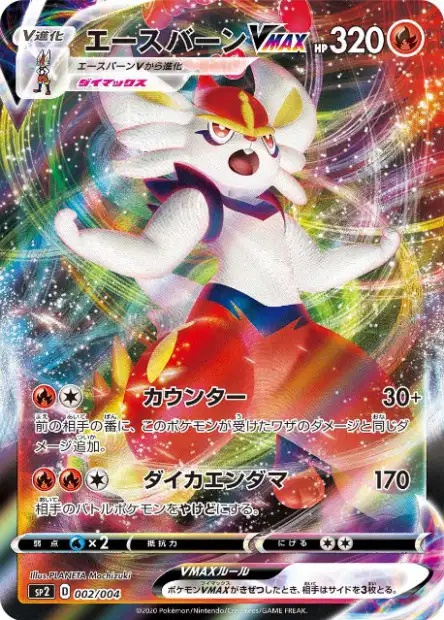 V進化
エースバーンVMAX HP320
エースバーンVから進化
ダイマックス
カウンター 30+
前の相手の番に、このポケモンが受けたワザのダメージと同じダ
メージ追加。
ダイカエンダマ 170
相手のバトルポケモンをやけどにする。
弱点 ×2 抵抗力 にげる
Illus. PLANETA Mochizuki
VMAXルール
ポケモンVMAXがきぜつしたとき、相手はサイドを3枚とる。
SP2 D 002/004
©2020 Pokémon/Nintendo/Creatures/GAME FREAK.